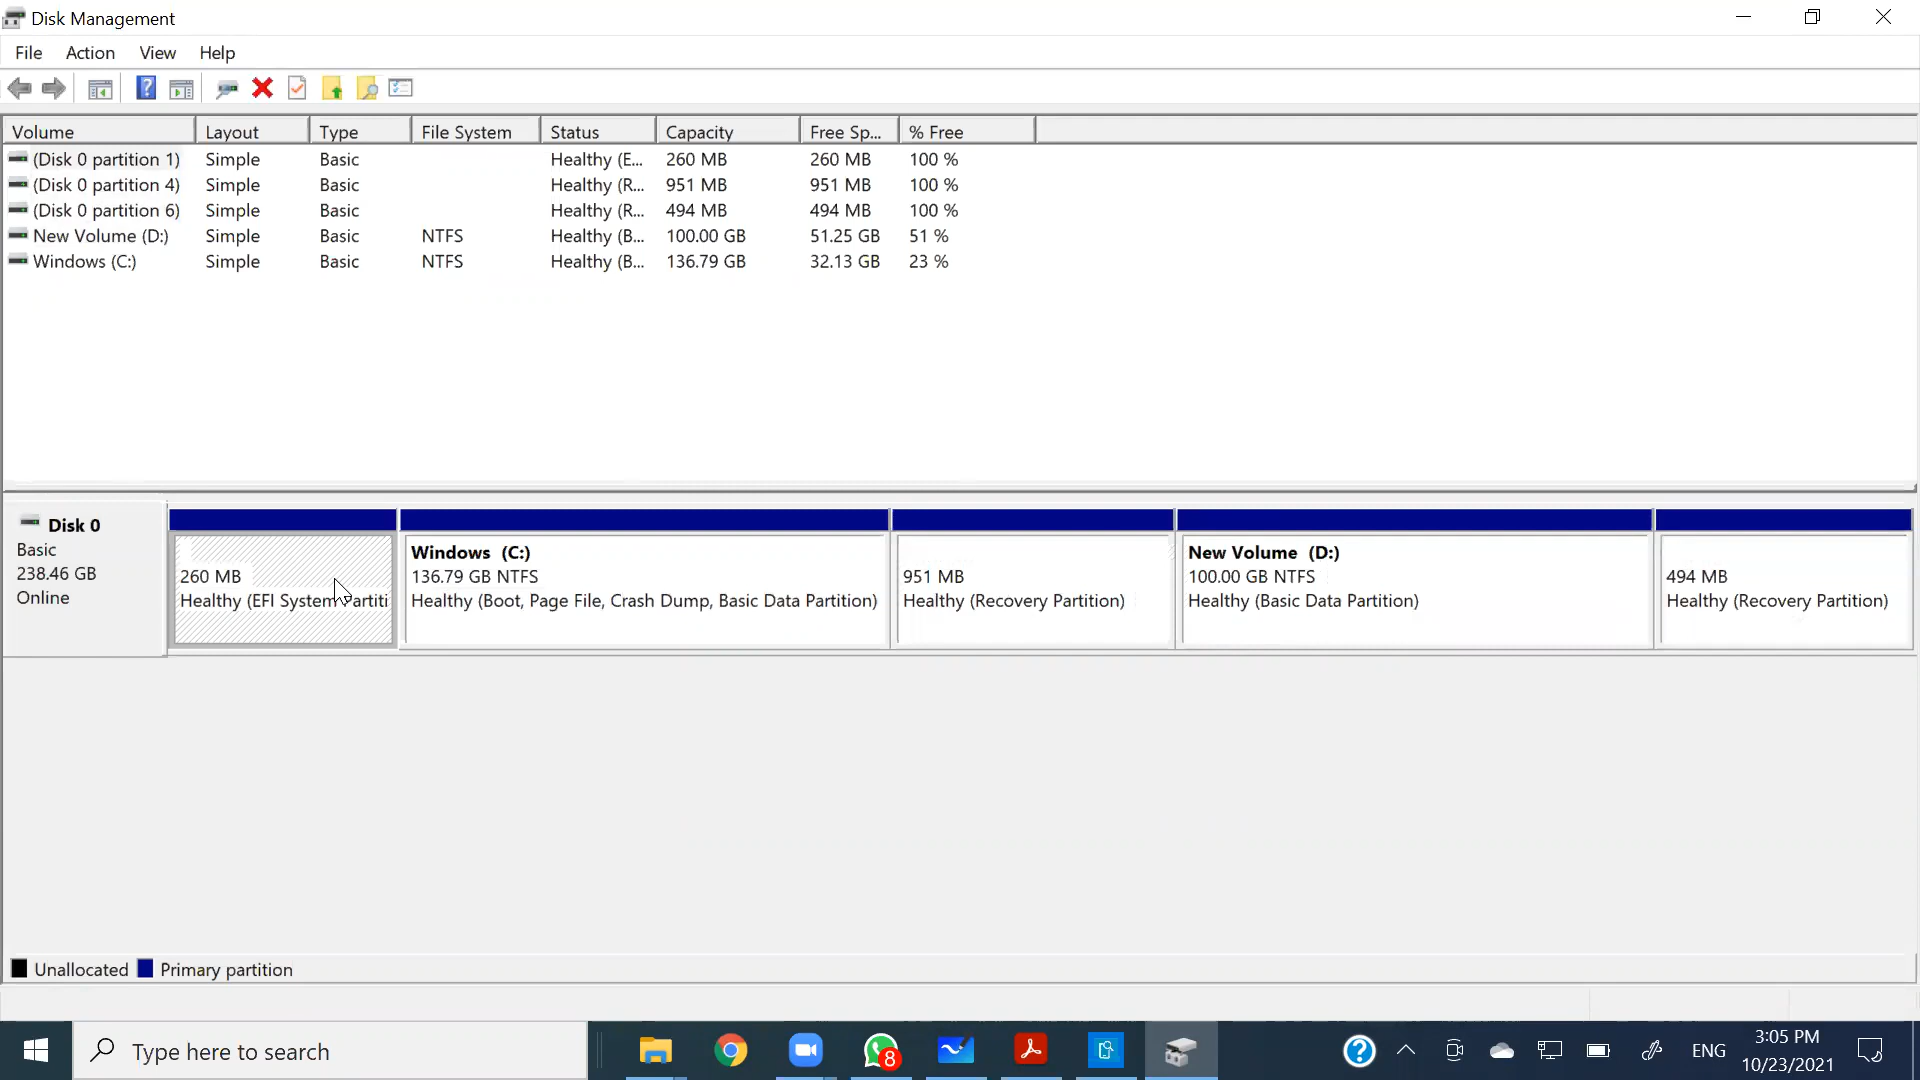 Disk Management
File Action View Help
Volume Layout Type File System Status Capacity Free Sp... % Free
(Disk 0 partition 1) Simple Basic Healthy (E... 260 MB 260 MB 100 %
(Disk 0 partition 4) Simple Basic Healthy (R... 951 MB 951 MB 100 %
(Disk 0 partition 6) Simple Basic Healthy (R... 494 MB 494 MB 100 %
New Volume (D:) Simple Basic NTFS Healthy (B... 100.00 GB 51.25 GB 51 %
Windows (C:) Simple Basic NTFS Healthy (B... 136.79 GB 32.13 GB 23 %
Disk 0
Basic
238.46 GB
Online
260 MB
Healthy (EFI System Partiti
Windows (C:)
136.79 GB NTFS
Healthy (Boot, Page File, Crash Dump, Basic Data Partition)
951 MB
Healthy (Recovery Partition)
New Volume (D:)
100.00 GB NTFS
Healthy (Basic Data Partition)
494 MB
Healthy (Recovery Partition)
Unallocated Primary partition
Type here to search
8
ENG
3:05 PM
10/23/2021